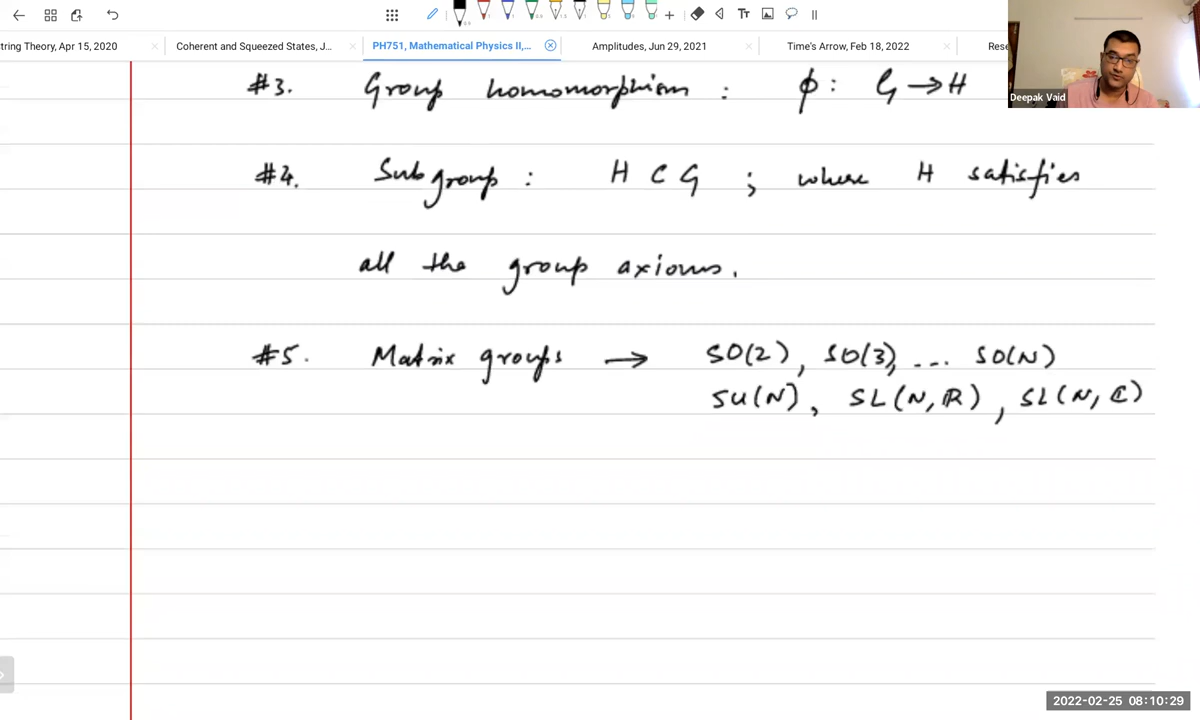 tring Theory, Apr 15, 2020 × Coherent and Squeezed States, J... × PH751, Mathematical Physics II,... Amplitudes, Jun 29, 2021 × Time's Arrow, Feb 18, 2022 × Rese
Deepak Vaid
#3. Group homomorphism : ϕ : G → H
#4. Subgroup : H ⊂ G ; where H satisfies
all the group axioms.
#5. Matrix groups → SO(2), SO(3), ... SO(N)
SU(N), SL(N, ℝ), SL(N, ℂ)
2022-02-25 08:10:29